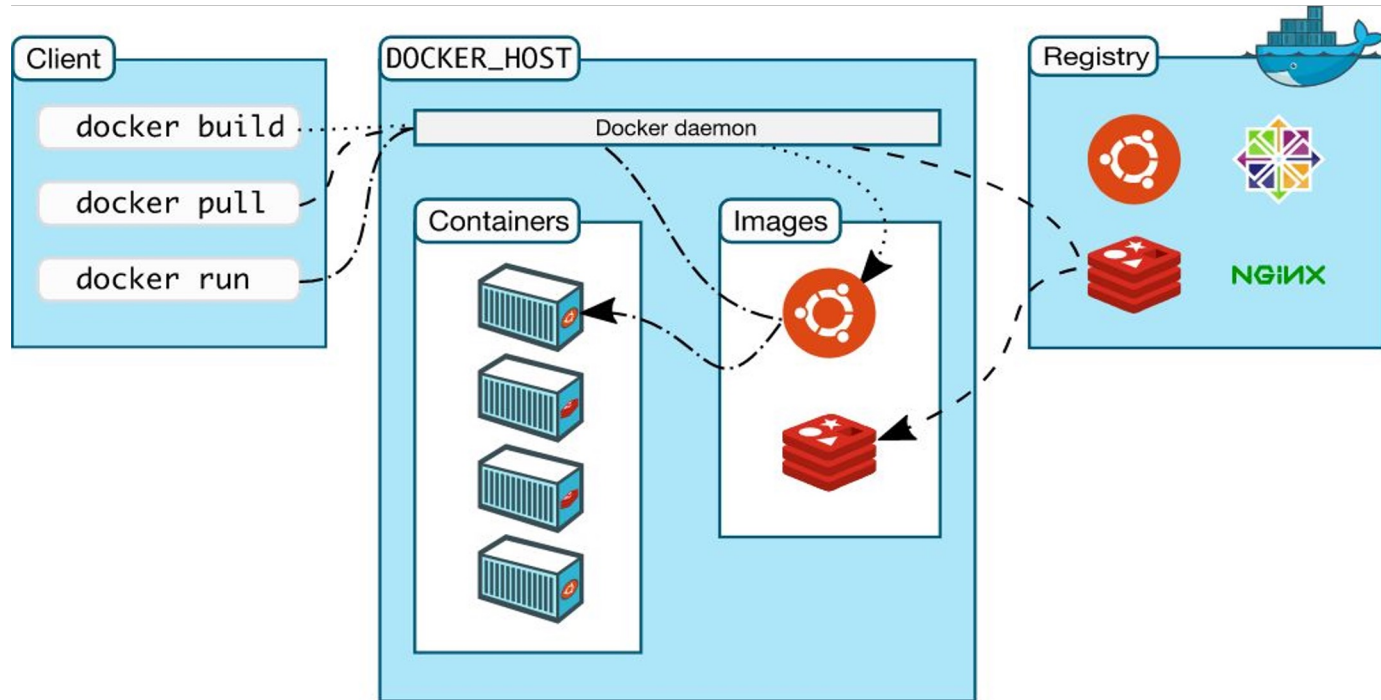 Client
docker build
docker pull
docker run
DOCKER_HOST
Docker daemon
Containers
Images
Registry
NGINX